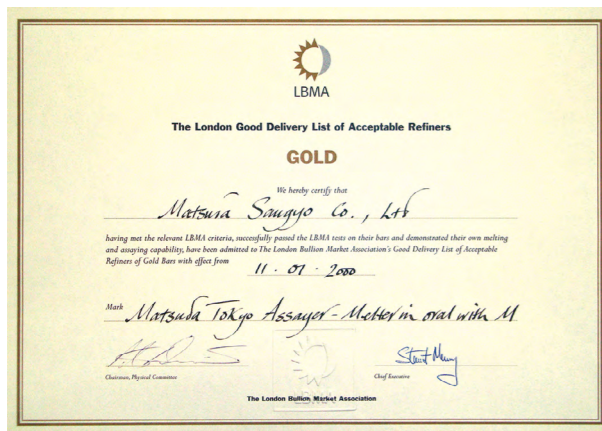 LBMA
The London Good Delivery List of Acceptable Refiners
GOLD
We hereby certify that
Matsuda Sangyo Co., Ltd
having met the relevant LBMA criteria, successfully passed the LBMA tests on their bars and demonstrated their own melting
and assaying capability, have been admitted to The London Bullion Market Association's Good Delivery List of Acceptable
Refiners of Gold Bars with effect from
11 . 07 . 2000
Mark Matsuda Tokyo Assayer - Melter in oral with M
Chairman, Physical Committee
Chief Executive
The London Bullion Market Association